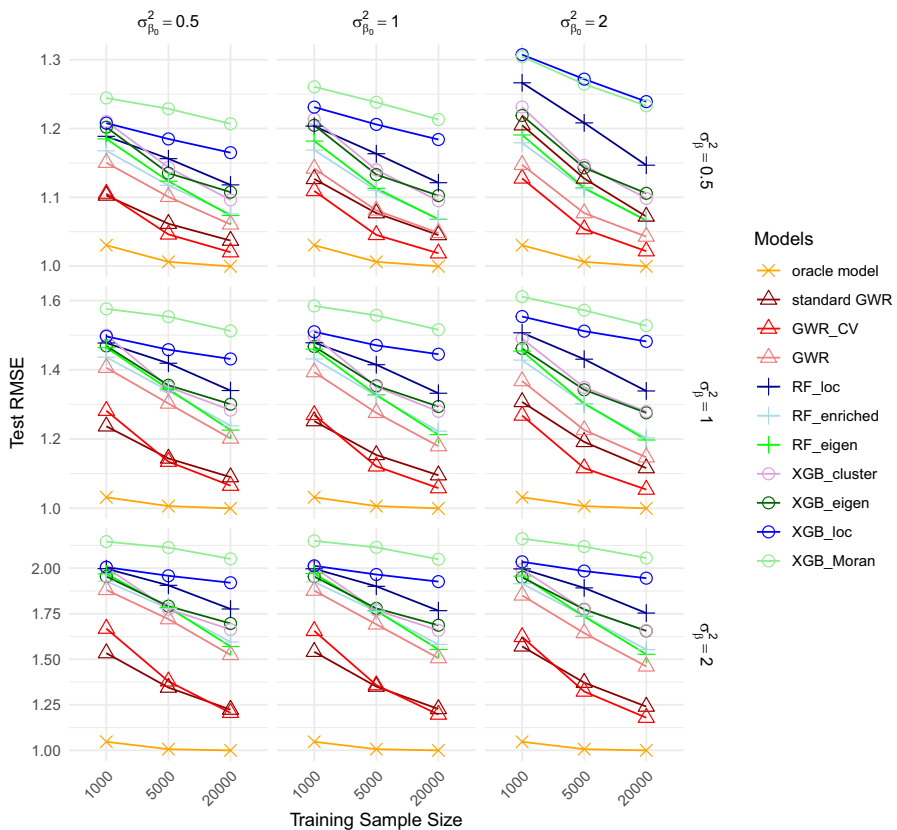 σ²β₀ = 0.5
σ²β₀ = 1
σ²β₀ = 2
1.3
1.2
1.1
1.0
σ²β = 0.5
1.6
1.4
1.2
1.0
σ²β = 1
2.00
1.75
1.50
1.25
1.00
σ²β = 2
Test RMSE
1000
5000
20000
1000
5000
20000
1000
5000
20000
Training Sample Size
Models
oracle model
standard GWR
GWR_CV
GWR
RF_loc
RF_enriched
RF_eigen
XGB_cluster
XGB_eigen
XGB_loc
XGB_Moran